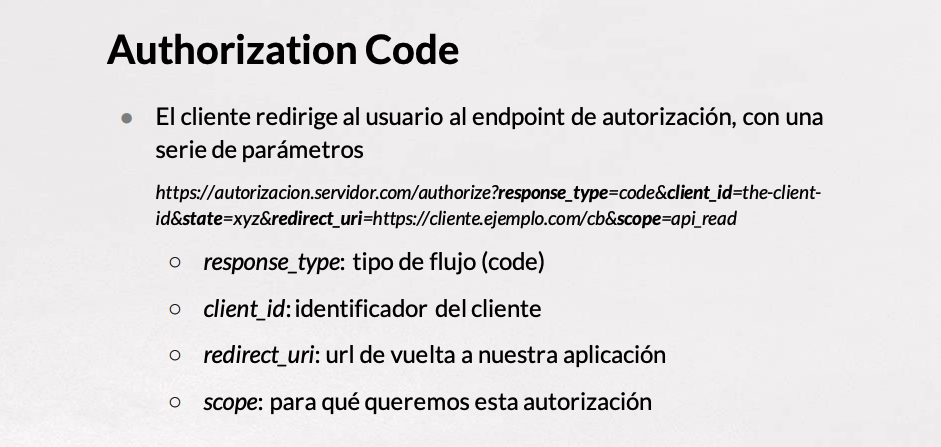 Authorization Code
● El cliente redirige al usuario al endpoint de autorización, con una
serie de parámetros
https://autorizacion.servidor.com/authorize?response_type=code&client_id=the-client-
id&state=xyz&redirect_uri=https://cliente.ejemplo.com/cb&scope=api_read
○ response_type: tipo de flujo (code)
○ client_id: identificador del cliente
○ redirect_uri: url de vuelta a nuestra aplicación
○ scope: para qué queremos esta autorización